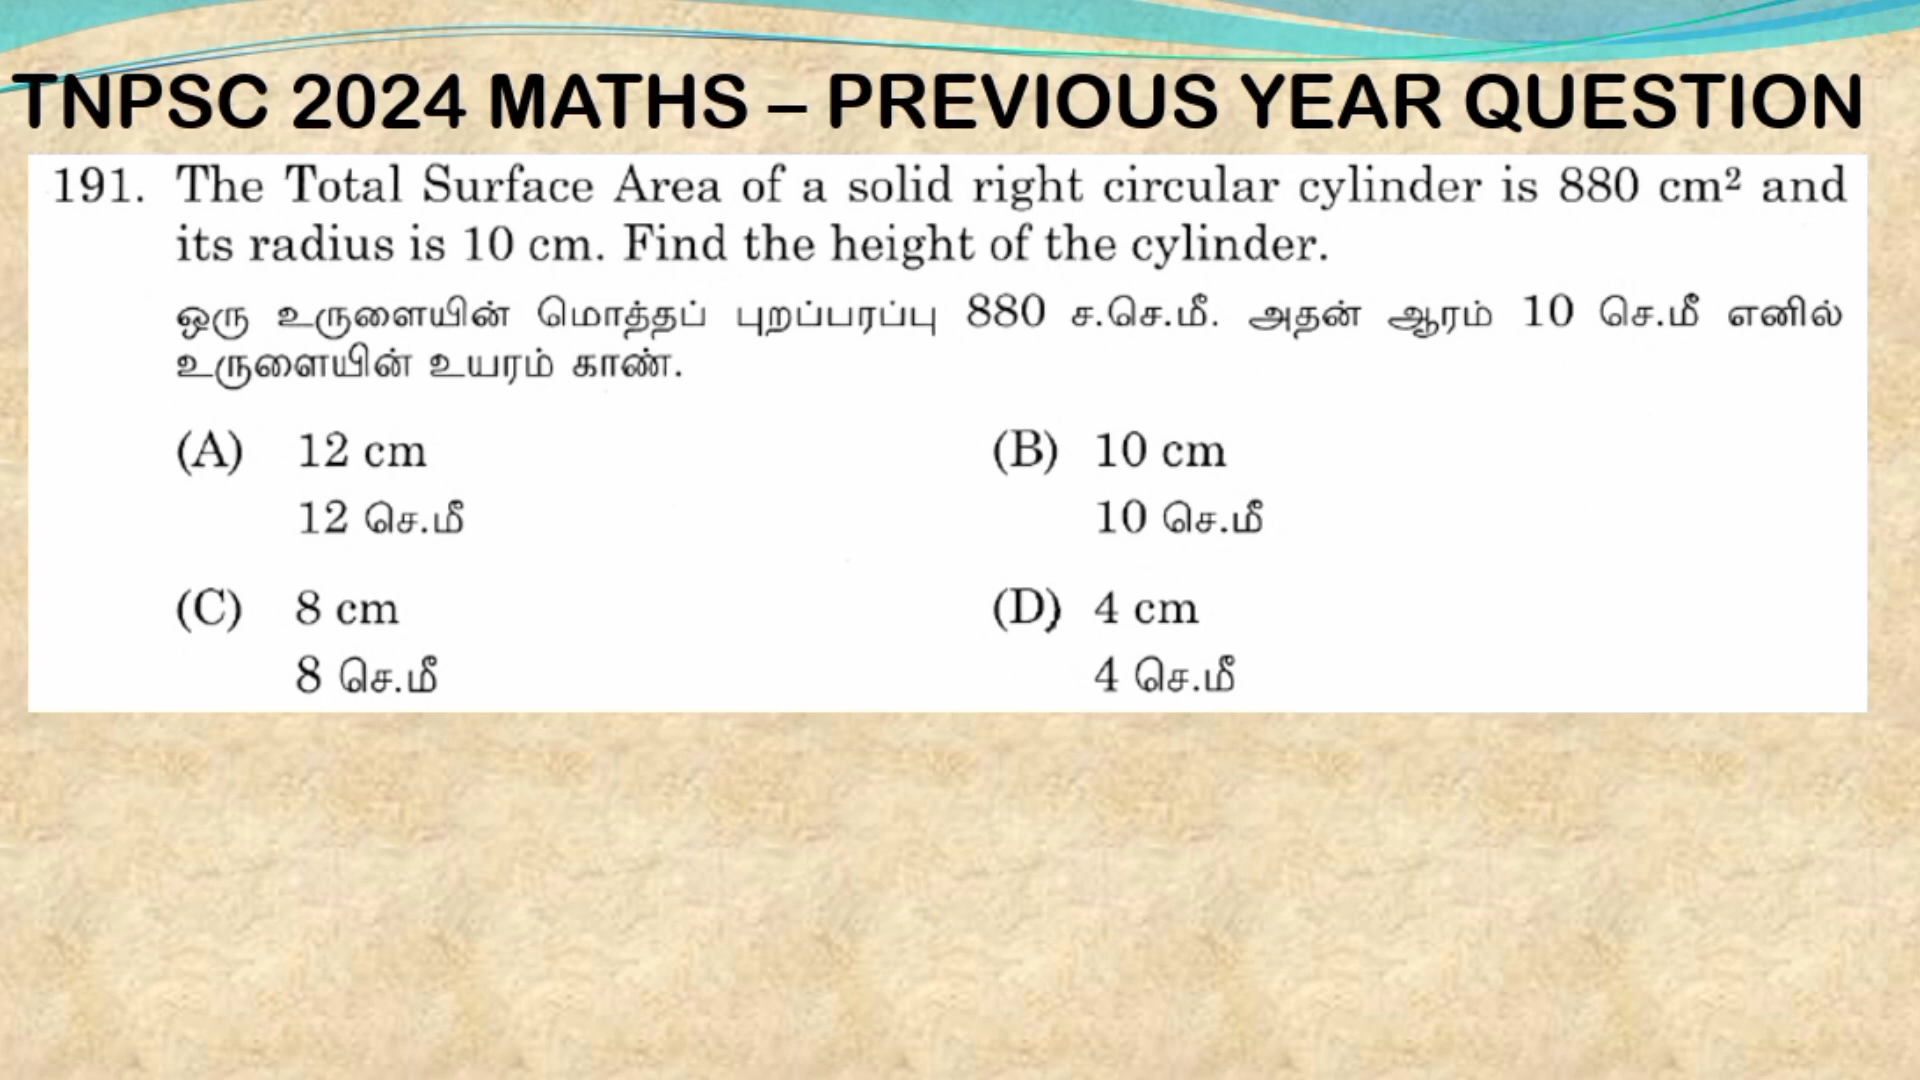 TNPSC 2024 MATHS – PREVIOUS YEAR QUESTION
191. The Total Surface Area of a solid right circular cylinder is 880 cm² and
its radius is 10 cm. Find the height of the cylinder.
ஒரு உருளையின் மொத்தப் புறப்பரப்பு 880 ச.செ.மீ. அதன் ஆரம் 10 செ.மீ எனில்
உருளையின் உயரம் காண்.
(A) 12 cm (B) 10 cm
12 செ.மீ 10 செ.மீ
(C) 8 cm (D) 4 cm
8 செ.மீ 4 செ.மீ